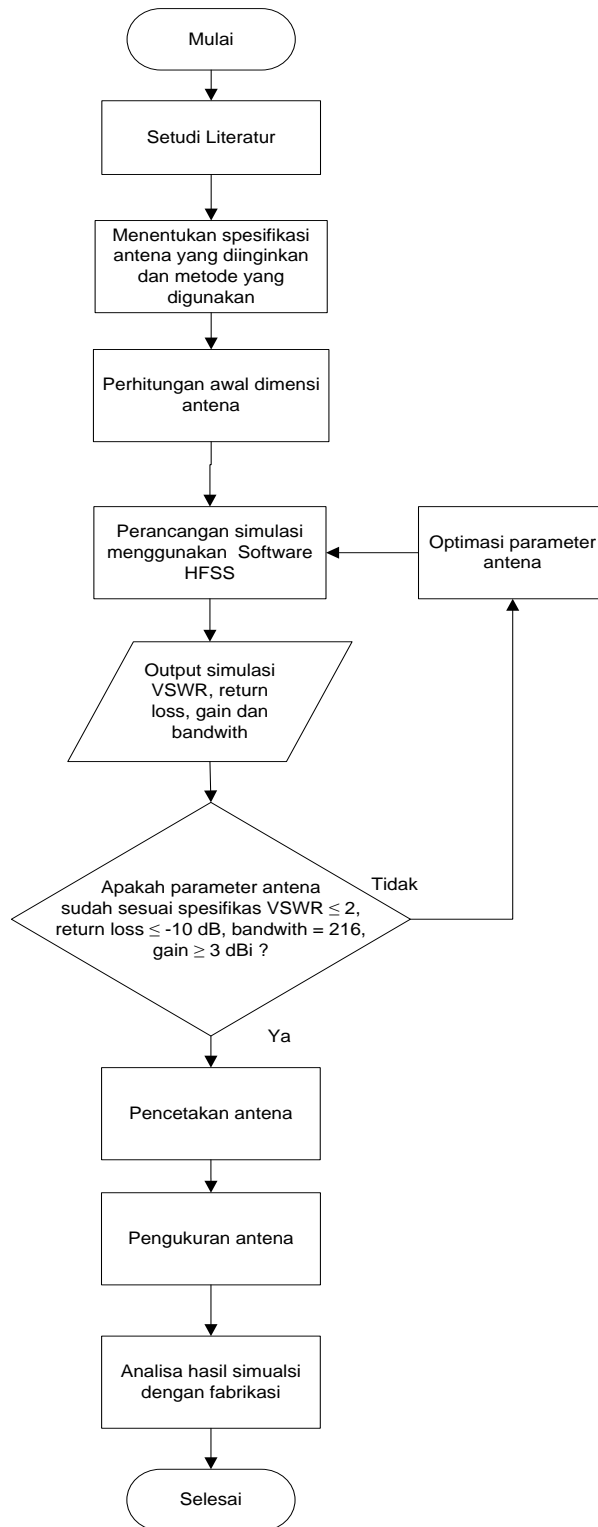 Mulai
Setudi Literatur
Menentukan spesifikasi
antena yang diinginkan
dan metode yang
digunakan
Perhitungan awal dimensi
antena
Perancangan simulasi
menggunakan Software
HFSS
Optimasi parameter
antena
Output simulasi
VSWR, return
loss, gain dan
bandwith
Apakah parameter antena
sudah sesuai spesifikas VSWR ≤ 2,
return loss ≤ -10 dB, bandwith = 216,
gain ≥ 3 dBi ?
Tidak
Ya
Pencetakan antena
Pengukuran antena
Analisa hasil simualsi
dengan fabrikasi
Selesai